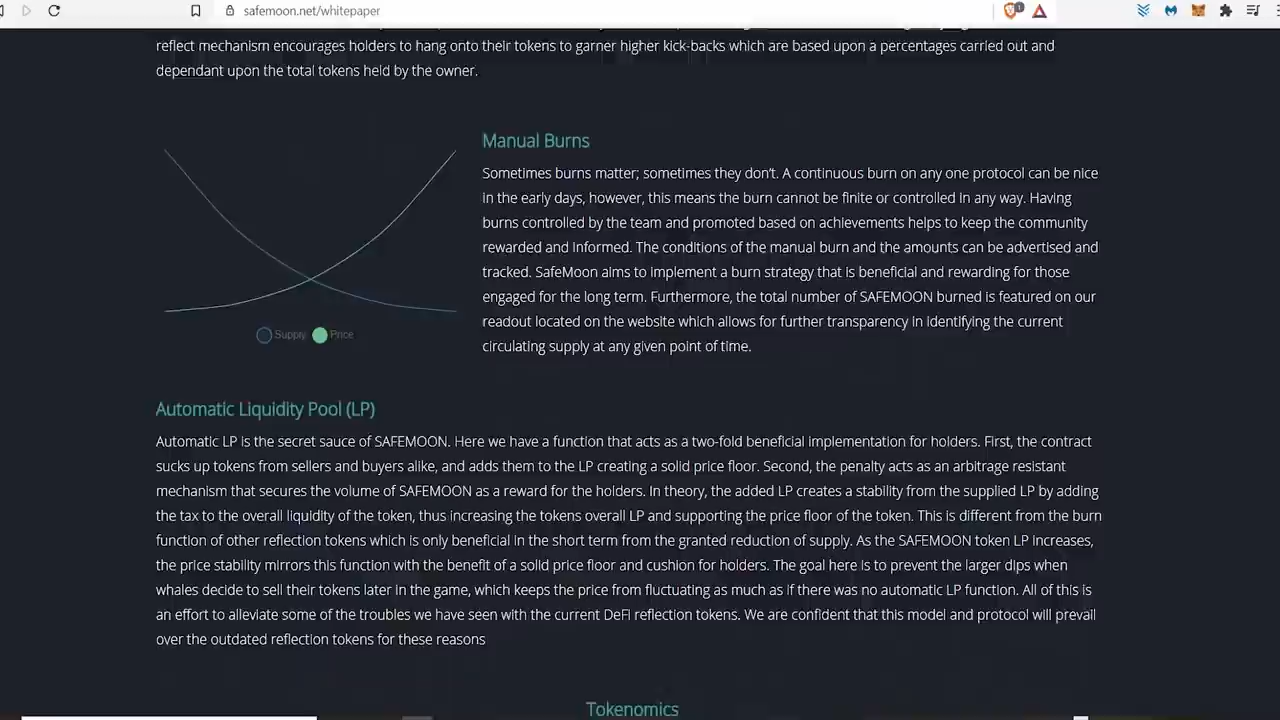 safemoon.net/whitepaper
reflect mechanism encourages holders to hang onto their tokens to garner higher kick-backs which are based upon a percentages carried out and
dependant upon the total tokens held by the owner.
Manual Burns
Sometimes burns matter; sometimes they don't. A continuous burn on any one protocol can be nice
in the early days, however, this means the burn cannot be finite or controlled in any way. Having
burns controlled by the team and promoted based on achievements helps to keep the community
rewarded and informed. The conditions of the manual burn and the amounts can be advertised and
tracked. SafeMoon aims to implement a burn strategy that is beneficial and rewarding for those
engaged for the long term. Furthermore, the total number of SAFEMOON burned is featured on our
readout located on the website which allows for further transparency in identifying the current
circulating supply at any given point of time.
Supply Price
Automatic Liquidity Pool (LP)
Automatic LP is the secret sauce of SAFEMOON. Here we have a function that acts as a two-fold beneficial implementation for holders. First, the contract
sucks up tokens from sellers and buyers alike, and adds them to the LP creating a solid price floor. Second, the penalty acts as an arbitrage resistant
mechanism that secures the volume of SAFEMOON as a reward for the holders. In theory, the added LP creates a stability from the supplied LP by adding
the tax to the overall liquidity of the token, thus increasing the tokens overall LP and supporting the price floor of the token. This is different from the burn
function of other reflection tokens which is only beneficial in the short term from the granted reduction of supply. As the SAFEMOON token LP increases,
the price stability mirrors this function with the benefit of a solid price floor and cushion for holders. The goal here is to prevent the larger dips when
whales decide to sell their tokens later in the game, which keeps the price from fluctuating as much as if there was no automatic LP function. All of this is
an effort to alleviate some of the troubles we have seen with the current DeFi reflection tokens. We are confident that this model and protocol will prevail
over the outdated reflection tokens for these reasons
Tokenomics